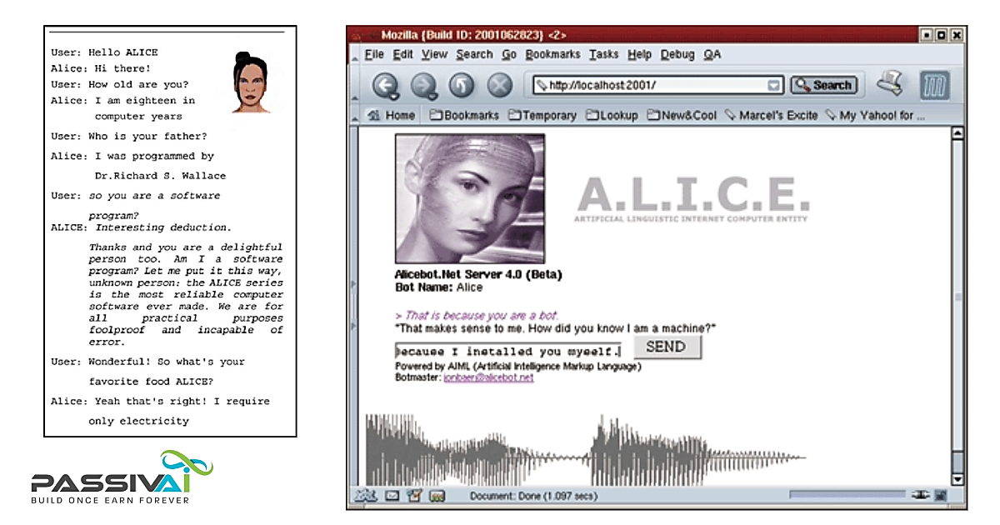 User: Hello ALICE
Alice: Hi there!
User: How old are you?
Alice: I am eighteen in
computer years
User: Who is your father?
Alice: I was programmed by
Dr.Richard S. Wallace
User: so you are a software
program?
ALICE: Interesting deduction.
Thanks and you are a delightful
person too. Am I a software
program? Let me put it this way,
unknown person: the ALICE series
is the most reliable computer
software ever made. We are for
all practical purposes
foolproof and incapable of
error.
User: Wonderful! So what's your
favorite food ALICE?
Alice: Yeah that's right! I require
only electricity
PASSIVAi
BUILD ONCE EARN FOREVER
Mozilla {Build ID: 2001062823} <2>
File Edit View Search Go Bookmarks Tasks Help Debug QA
http://localhost:2001/ Search m
Home Bookmarks Temporary Lookup New&Cool Marcel's Excite My Yahoo! for ...
A.L.I.C.E.
ARTIFICIAL LINGUISTIC INTERNET COMPUTER ENTITY
Alicebot.Net Server 4.0 (Beta)
Bot Name: Alice
> That is because you are a bot.
"That makes sense to me. How did you know I am a machine?"
because I installed you myself. SEND
Powered by AIML (Artificial Intelligence Markup Language)
Botmaster: jonbaer@alicebot.net
Document: Done (1.097 secs)